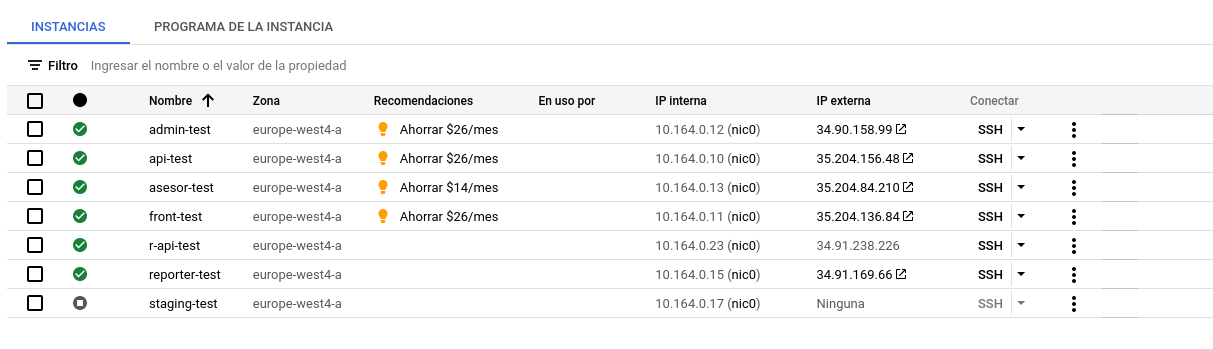 INSTANCIAS PROGRAMA DE LA INSTANCIA
Filtro Ingresar el nombre o el valor de la propiedad
Nombre Zona Recomendaciones En uso por IP interna IP externa Conectar
admin-test europe-west4-a Ahorrar $26/mes 10.164.0.12 (nic0) 34.90.158.99 SSH
api-test europe-west4-a Ahorrar $26/mes 10.164.0.10 (nic0) 35.204.156.48 SSH
asesor-test europe-west4-a Ahorrar $14/mes 10.164.0.13 (nic0) 35.204.84.210 SSH
front-test europe-west4-a Ahorrar $26/mes 10.164.0.11 (nic0) 35.204.136.84 SSH
r-api-test europe-west4-a 10.164.0.23 (nic0) 34.91.238.226 SSH
reporter-test europe-west4-a 10.164.0.15 (nic0) 34.91.169.66 SSH
staging-test europe-west4-a 10.164.0.17 (nic0) Ninguna SSH